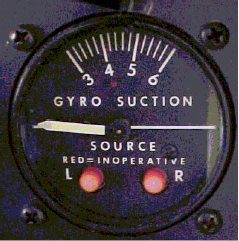 3 4 5 6
GYRO SUCTION
SOURCE
RED=INOPERATIVE
L R